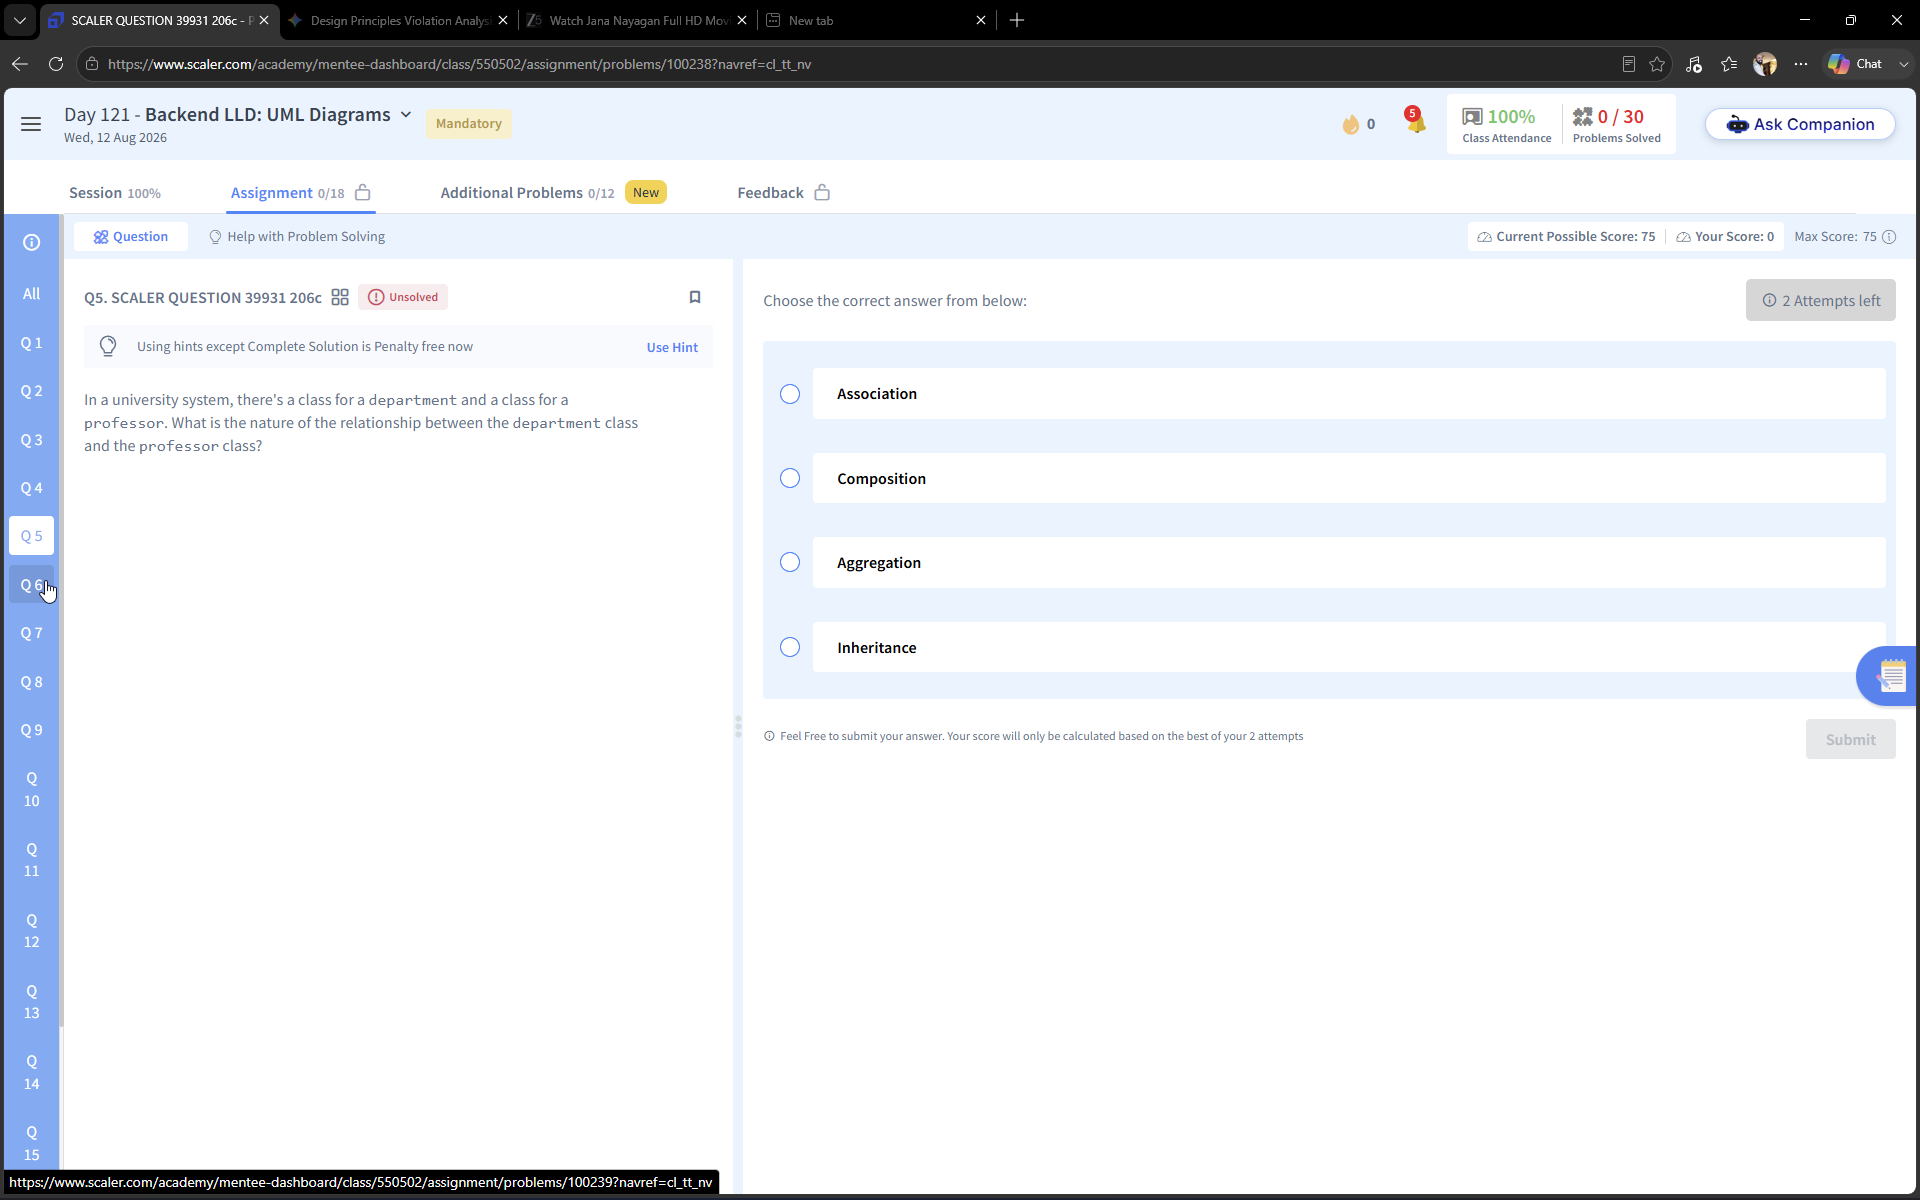 SCALER QUESTION 39931 206c - P
Design Principles Violation Analys
Watch Jana Nayagan Full HD Mov
New tab
https://www.scaler.com/academy/mentee-dashboard/class/550502/assignment/problems/100238?navref=cl_tt_nv
Chat
Day 121 - Backend LLD: UML Diagrams
Wed, 12 Aug 2026
Mandatory
0
5
100%
Class Attendance
0 / 30
Problems Solved
Ask Companion
Session 100%
Assignment 0/18
Additional Problems 0/12
New
Feedback
Question
Help with Problem Solving
Current Possible Score: 75
Your Score: 0
Max Score: 75
All
Q 1
Q 2
Q 3
Q 4
Q 5
Q 6
Q 7
Q 8
Q 9
Q
10
Q
11
Q
12
Q
13
Q
14
Q
15
Q5. SCALER QUESTION 39931 206c
Unsolved
Using hints except Complete Solution is Penalty free now
Use Hint
In a university system, there's a class for a department and a class for a
professor. What is the nature of the relationship between the department class
and the professor class?
Choose the correct answer from below:
2 Attempts left
Association
Composition
Aggregation
Inheritance
Feel Free to submit your answer. Your score will only be calculated based on the best of your 2 attempts
Submit
https://www.scaler.com/academy/mentee-dashboard/class/550502/assignment/problems/100239?navref=cl_tt_nv